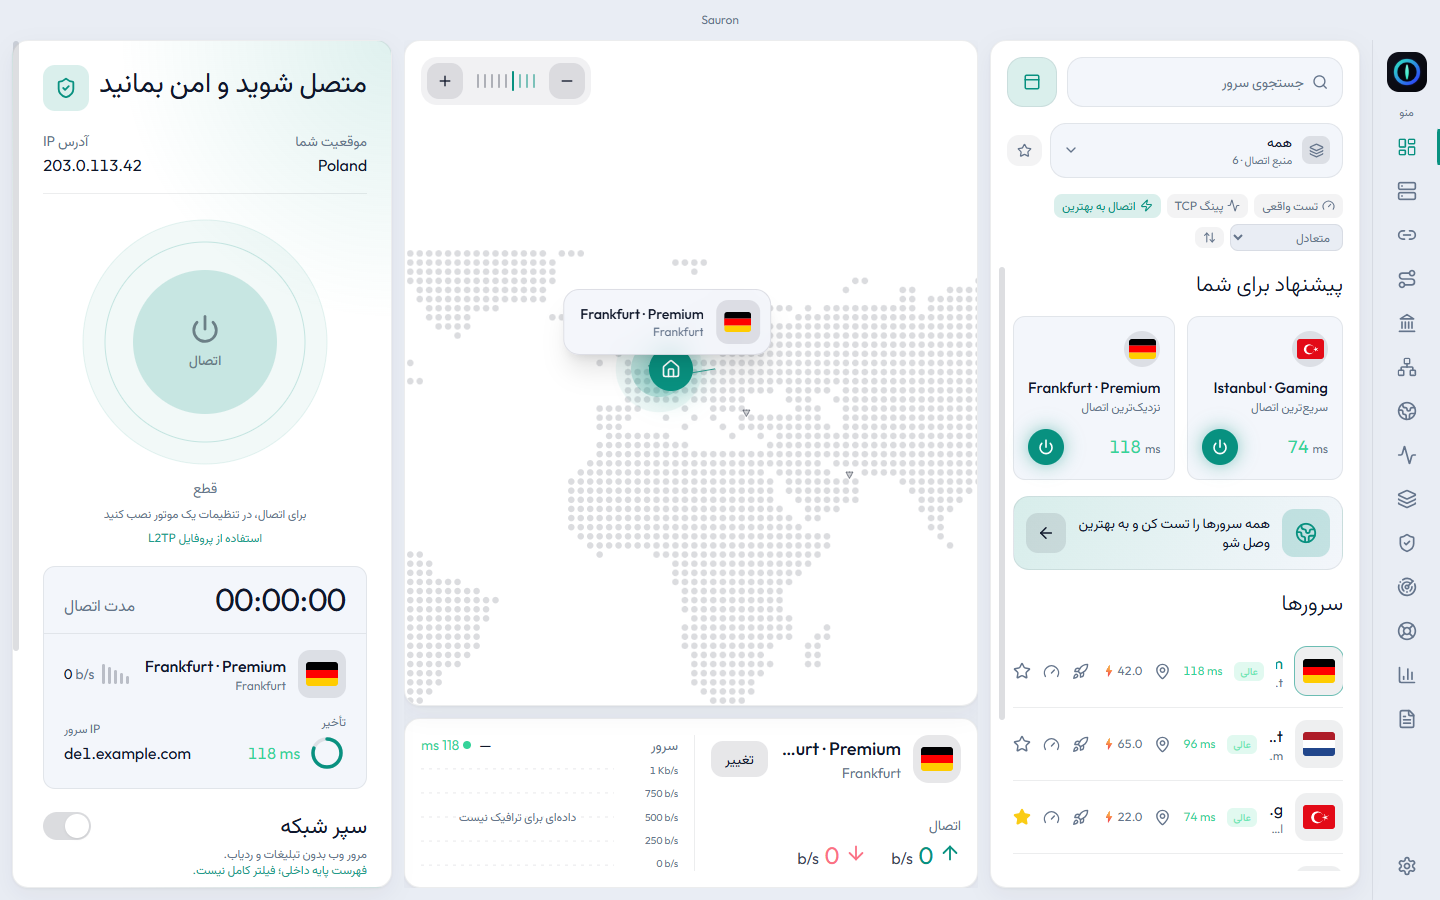 Sauron
منو
جستجوی سرور
همه
6 · منبع اتصال
تست واقعی
پینگ TCP
اتصال به بهترین
متعادل
پیشنهاد برای شما
Istanbul · Gaming
سریع‌ترین اتصال
74 ms
Frankfurt · Premium
نزدیک‌ترین اتصال
118 ms
همه سرورها را تست کن و به بهترین
وصل شو
سرورها
n
.t
عالی
118 ms
42.0
..t
.m
عالی
96 ms
65.0
.g
...ا
عالی
74 ms
22.0
Frankfurt · Premium
Frankfurt
...urt · Premium
Frankfurt
تغییر
اتصال
0 b/s
0 b/s
سرور
—
118 ms
1 Kb/s
750 b/s
500 b/s
250 b/s
0 b/s
داده‌ای برای ترافیک نیست
متصل شوید و امن بمانید
موقعیت شما
Poland
آدرس IP
203.0.113.42
اتصال
قطع
برای اتصال، در تنظیمات یک موتور نصب کنید
استفاده از پروفایل L2TP
مدت اتصال
00:00:00
Frankfurt · Premium
Frankfurt
0 b/s
تأخیر
118 ms
IP سرور
de1.example.com
سپر شبکه
مرور وب بدون تبلیغات و ردیاب.
فهرست پایه داخلی؛ فیلتر کامل نیست.